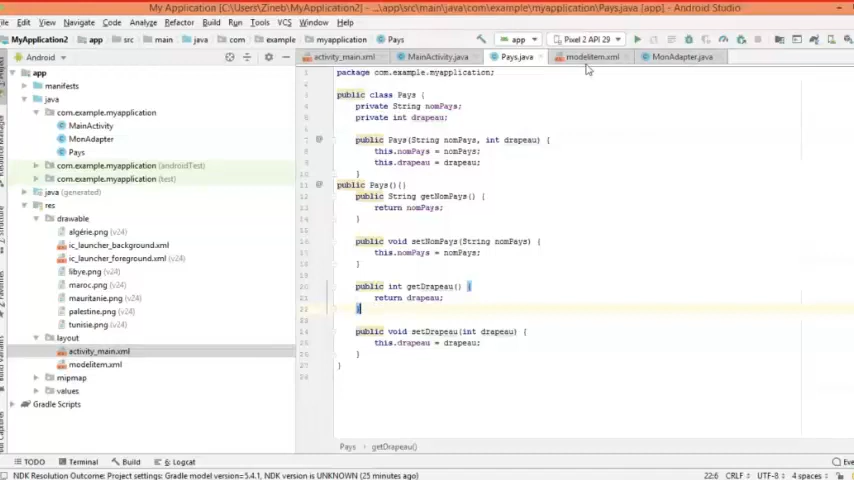 My Application [C:\Users\Zineb\MyApplication2] - ...\app\src\main\java\com\example\myapplication\Pays.java [app] - Android Studio
File Edit View Navigate Code Analyze Refactor Build Run Tools VCS Window Help
MyApplication2 app src main java com example myapplication Pays app Pixel 2 API 29
Android activity_main.xml MainActivity.java Pays.java modelitem.xml MonAdapter.java
app
manifests
java
com.example.myapplication
MainActivity
MonAdapter
Pays
com.example.myapplication (androidTest)
com.example.myapplication (test)
java (generated)
res
drawable
algérie.png (v24)
ic_launcher_background.xml
ic_launcher_foreground.xml (v24)
libye.png (v24)
maroc.png (v24)
mauritanie.png (v24)
palestine.png (v24)
tunisie.png (v24)
layout
activity_main.xml
modelitem.xml
mipmap
values
Gradle Scripts
package com.example.myapplication;
public class Pays {
private String nomPays;
private int drapeau;
public Pays(String nomPays, int drapeau) {
this.nomPays = nomPays;
this.drapeau = drapeau;
}
public Pays(){}
public String getNomPays() {
return nomPays;
}
public void setNomPays(String nomPays) {
this.nomPays = nomPays;
}
public int getDrapeau() {
return drapeau;
}
public void setDrapeau(int drapeau) {
this.drapeau = drapeau;
}
}
Pays getDrapeau()
TODO Terminal Build 6: Logcat
NDK Resolution Outcome: Project settings: Gradle model version=5.4.1, NDK version is UNKNOWN (25 minutes ago) 22:6 CRLF UTF-8 4 spaces